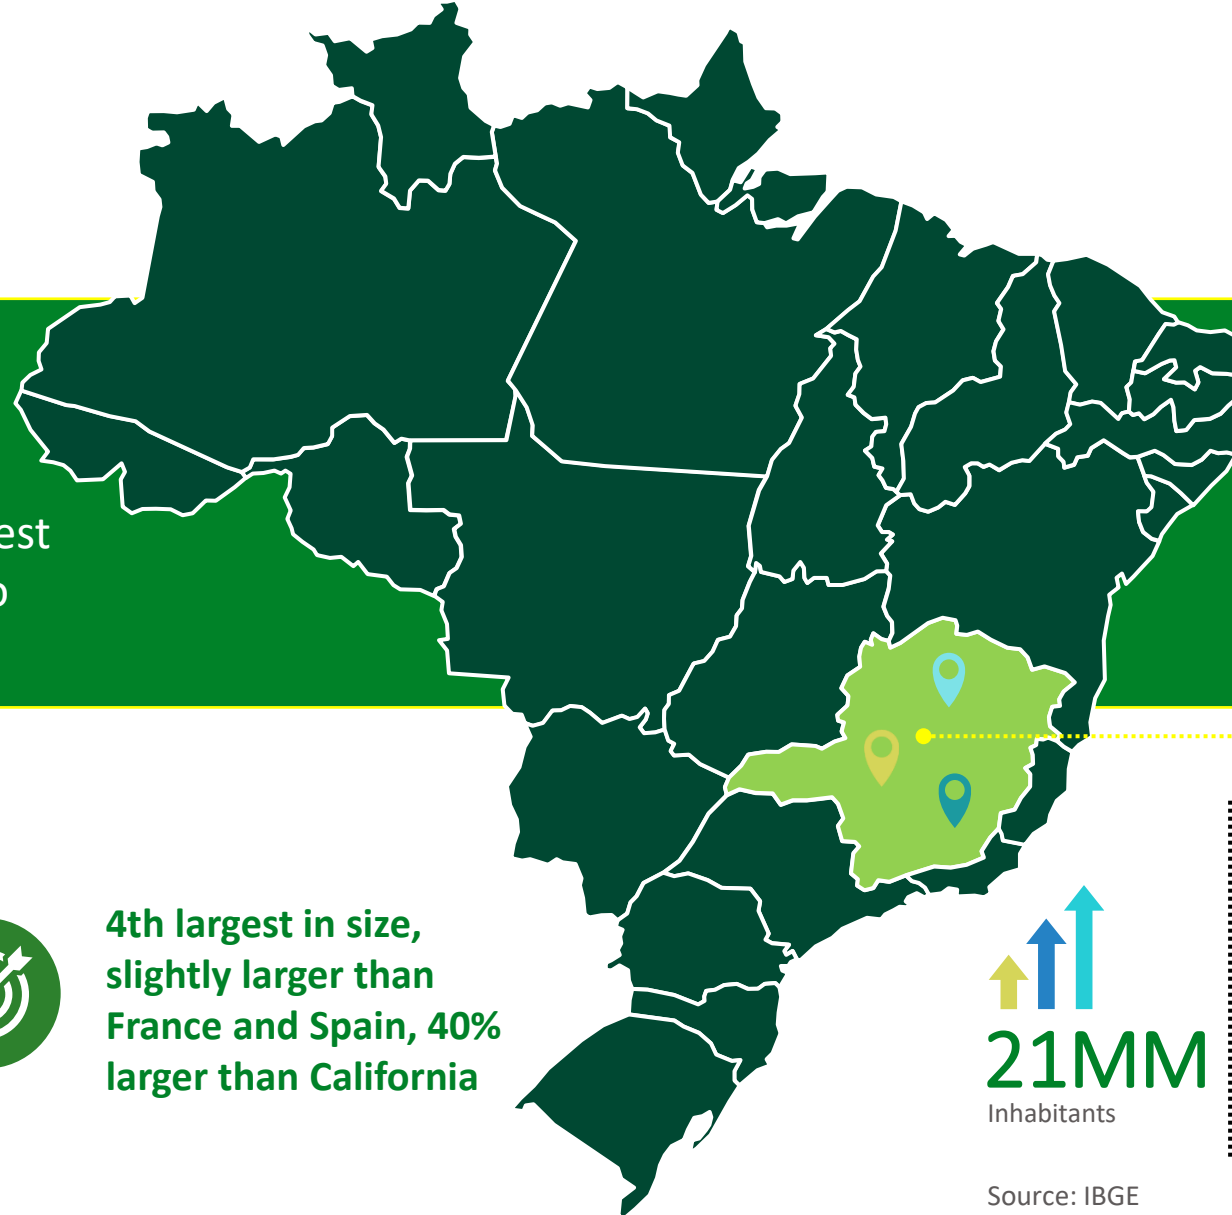 est
4th largest in size,
slightly larger than
France and Spain, 40%
larger than California
21MM
Inhabitants
Source: IBGE